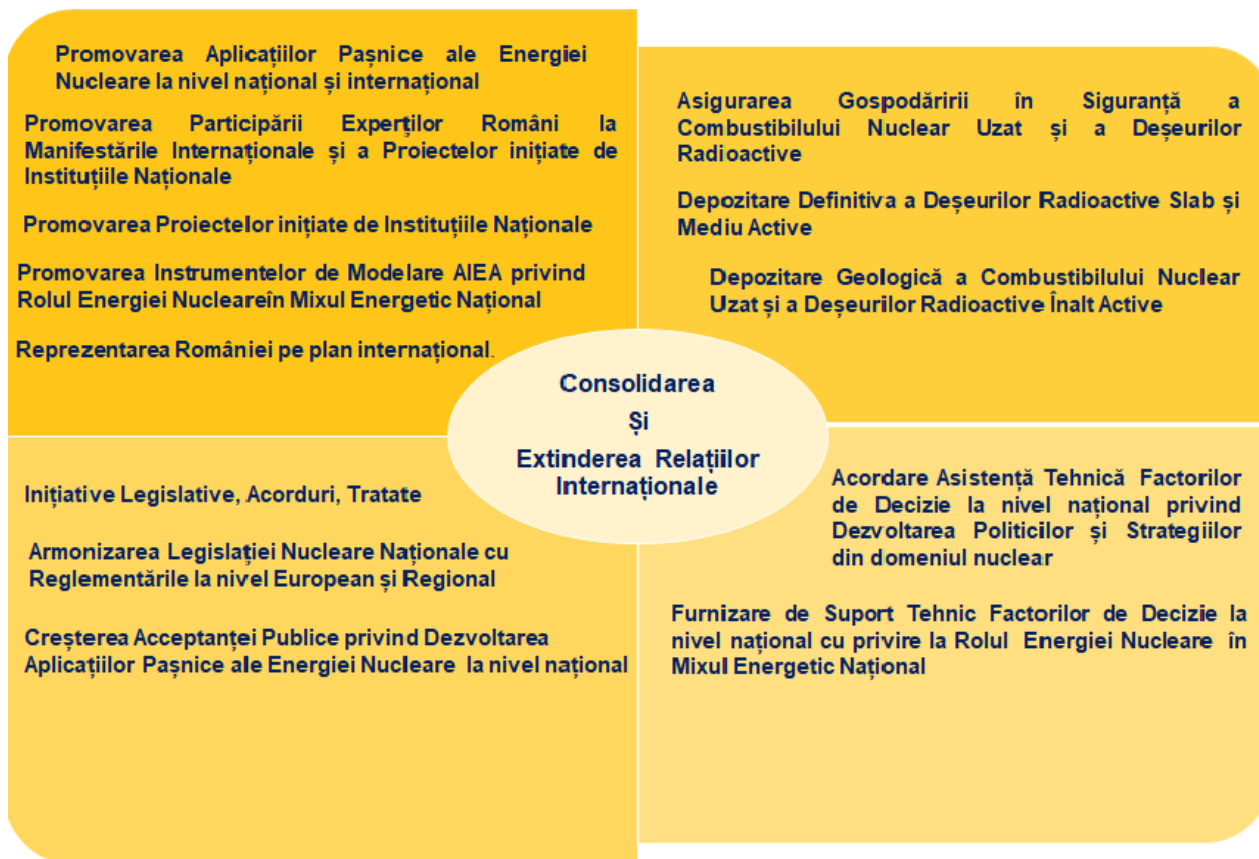 Promovarea Aplicațiilor Pașnice ale Energiei
Nucleare la nivel național și internațional
Promovarea Participării Experților Români la
Manifestările Internaționale și a Proiectelor inițiate de
Instituțiile Naționale
Promovarea Proiectelor inițiate de Instituțiile Naționale
Promovarea Instrumentelor de Modelare AIEA privind
Rolul Energiei Nucleareîn Mixul Energetic Național
Reprezentarea României pe plan internațional.
Asigurarea Gospodăririi în Siguranță a
Combustibilului Nuclear Uzat și a Deșeurilor
Radioactive
Depozitare Definitiva a Deșeurilor Radioactive Slab și
Mediu Active
Depozitare Geologică a Combustibilului Nuclear
Uzat și a Deșeurilor Radioactive Înalt Active
Consolidarea
Și
Extinderea Relațiilor
Internaționale
Inițiative Legislative, Acorduri, Tratate
Armonizarea Legislației Nucleare Naționale cu
Reglementările la nivel European și Regional
Creșterea Acceptanței Publice privind Dezvoltarea
Aplicațiilor Pașnice ale Energiei Nucleare la nivel național
Acordare Asistență Tehnică Factorilor
de Decizie la nivel național privind
Dezvoltarea Politicilor și Strategiilor
din domeniul nuclear
Furnizare de Suport Tehnic Factorilor de Decizie la
nivel național cu privire la Rolul Energiei Nucleare în
Mixul Energetic Național